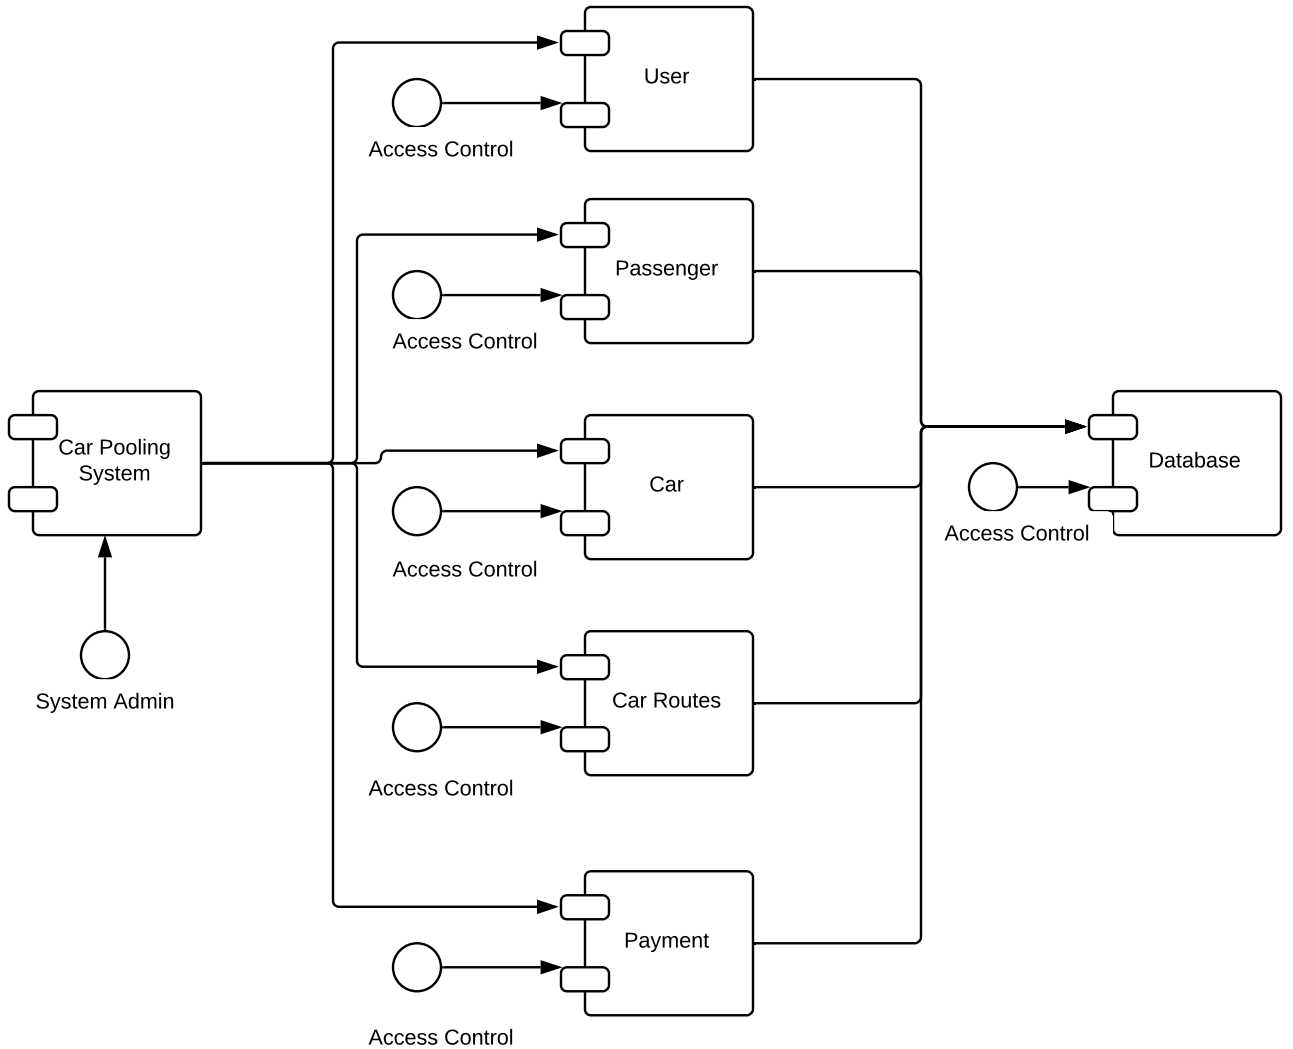 User
Access Control
Passenger
Access Control
Car Pooling
System
Car
Database
Access Control
Access Control
System Admin
Car Routes
Access Control
Payment
Access Control